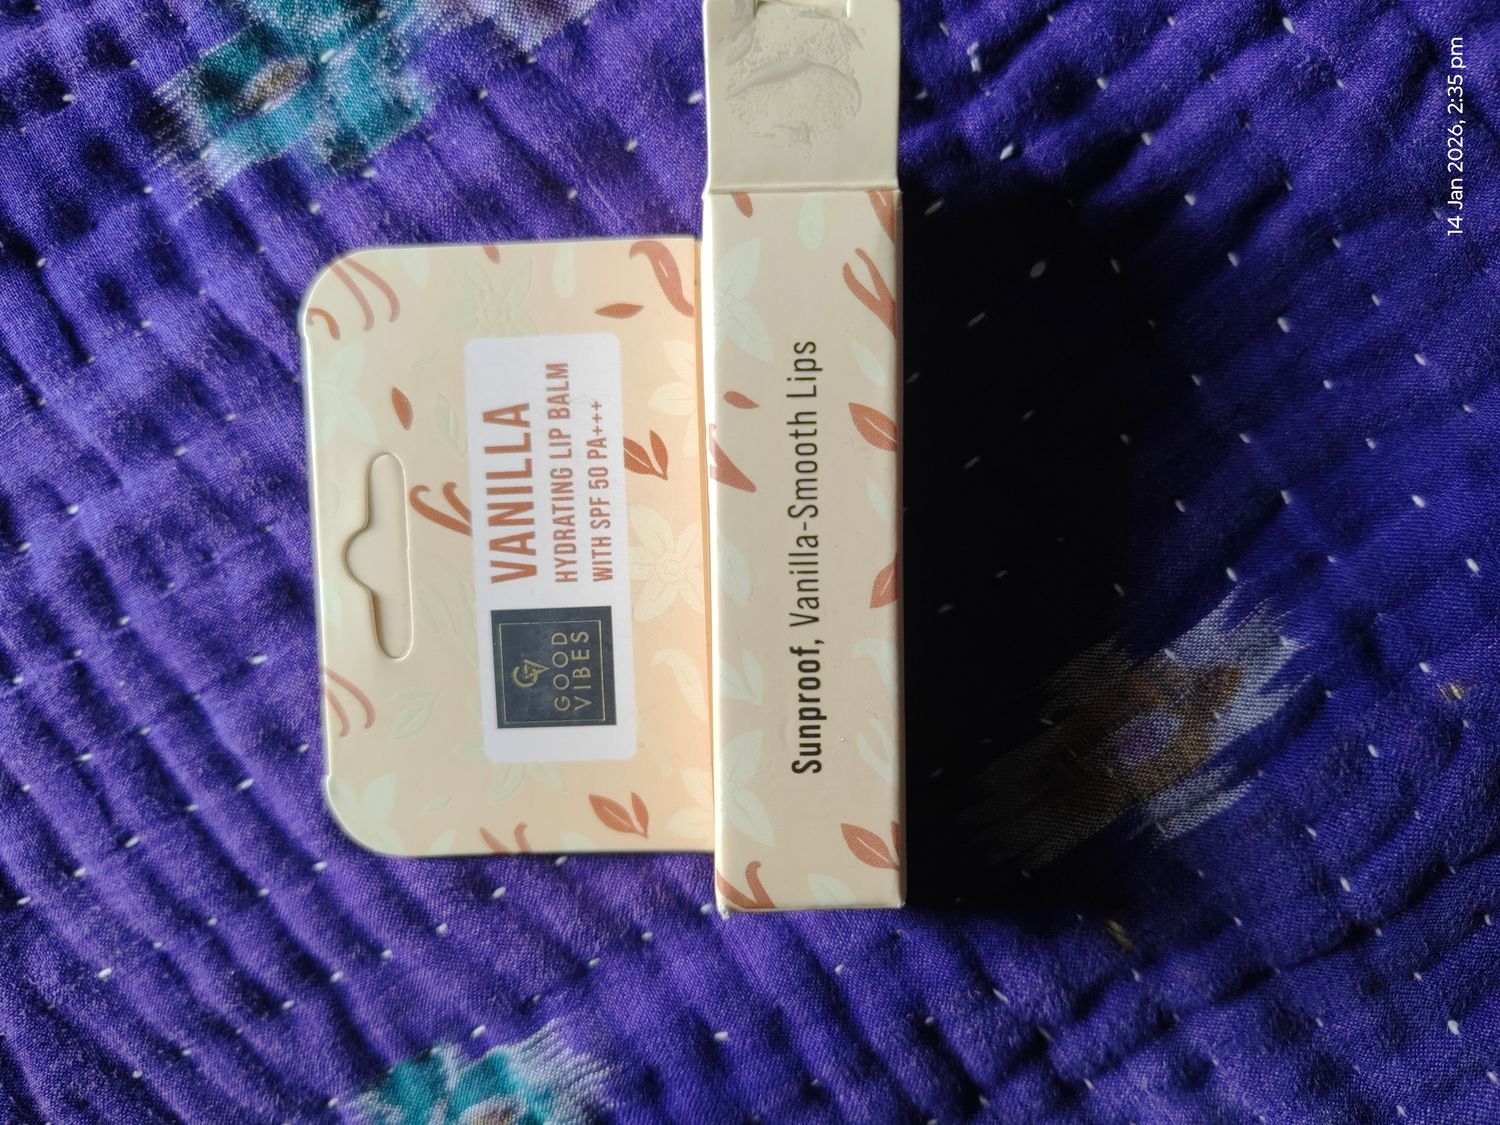 GV
GOOD
VIBES
VANILLA
HYDRATING LIP BALM
WITH SPF 50 PA+++
Sunproof, Vanilla-Smooth Lips
14 Jan 2026, 2:35 pm